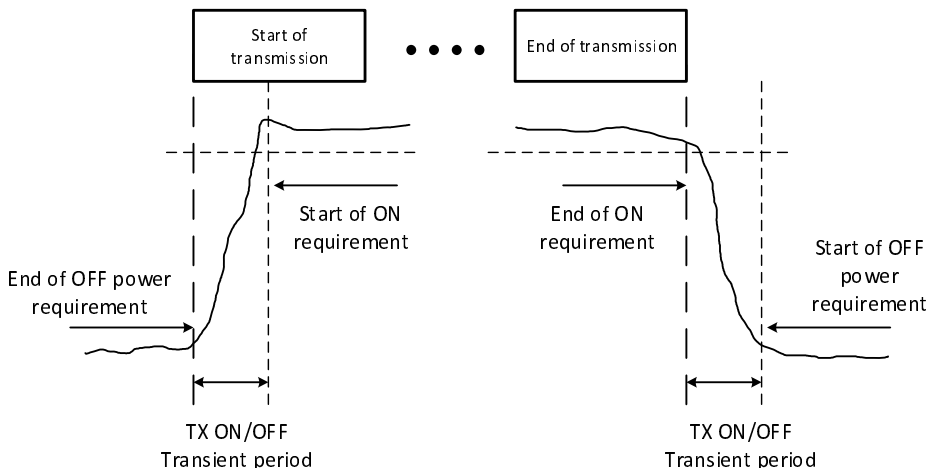 Start of
transmission
End of transmission
Start of ON
requirement
End of ON
requirement
End of OFF power
requirement
Start of OFF
power
requirement
TX ON/OFF
Transient period
TX ON/OFF
Transient period